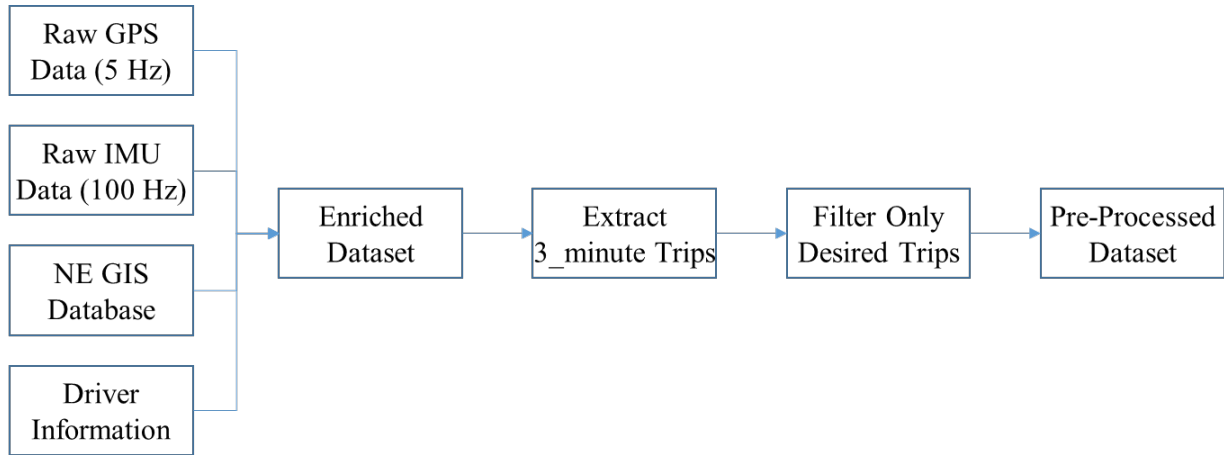 Raw GPS
Data (5 Hz)
Raw IMU
Data (100 Hz)
NE GIS
Database
Driver
Information
Enriched
Dataset
Extract
3_minute Trips
Filter Only
Desired Trips
Pre-Processed
Dataset